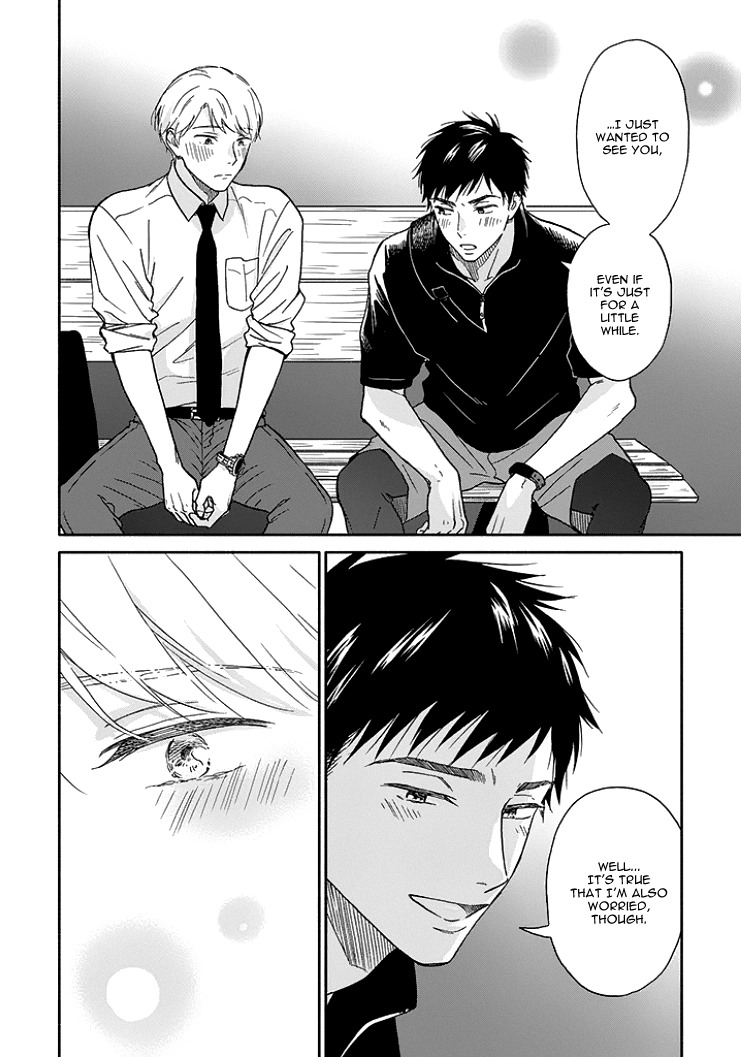 ...I JUST
WANTED TO
SEE YOU,
EVEN IF
IT'S JUST
FOR A
LITTLE
WHILE.
WELL...
IT'S TRUE
THAT I'M ALSO
WORRIED,
THOUGH.